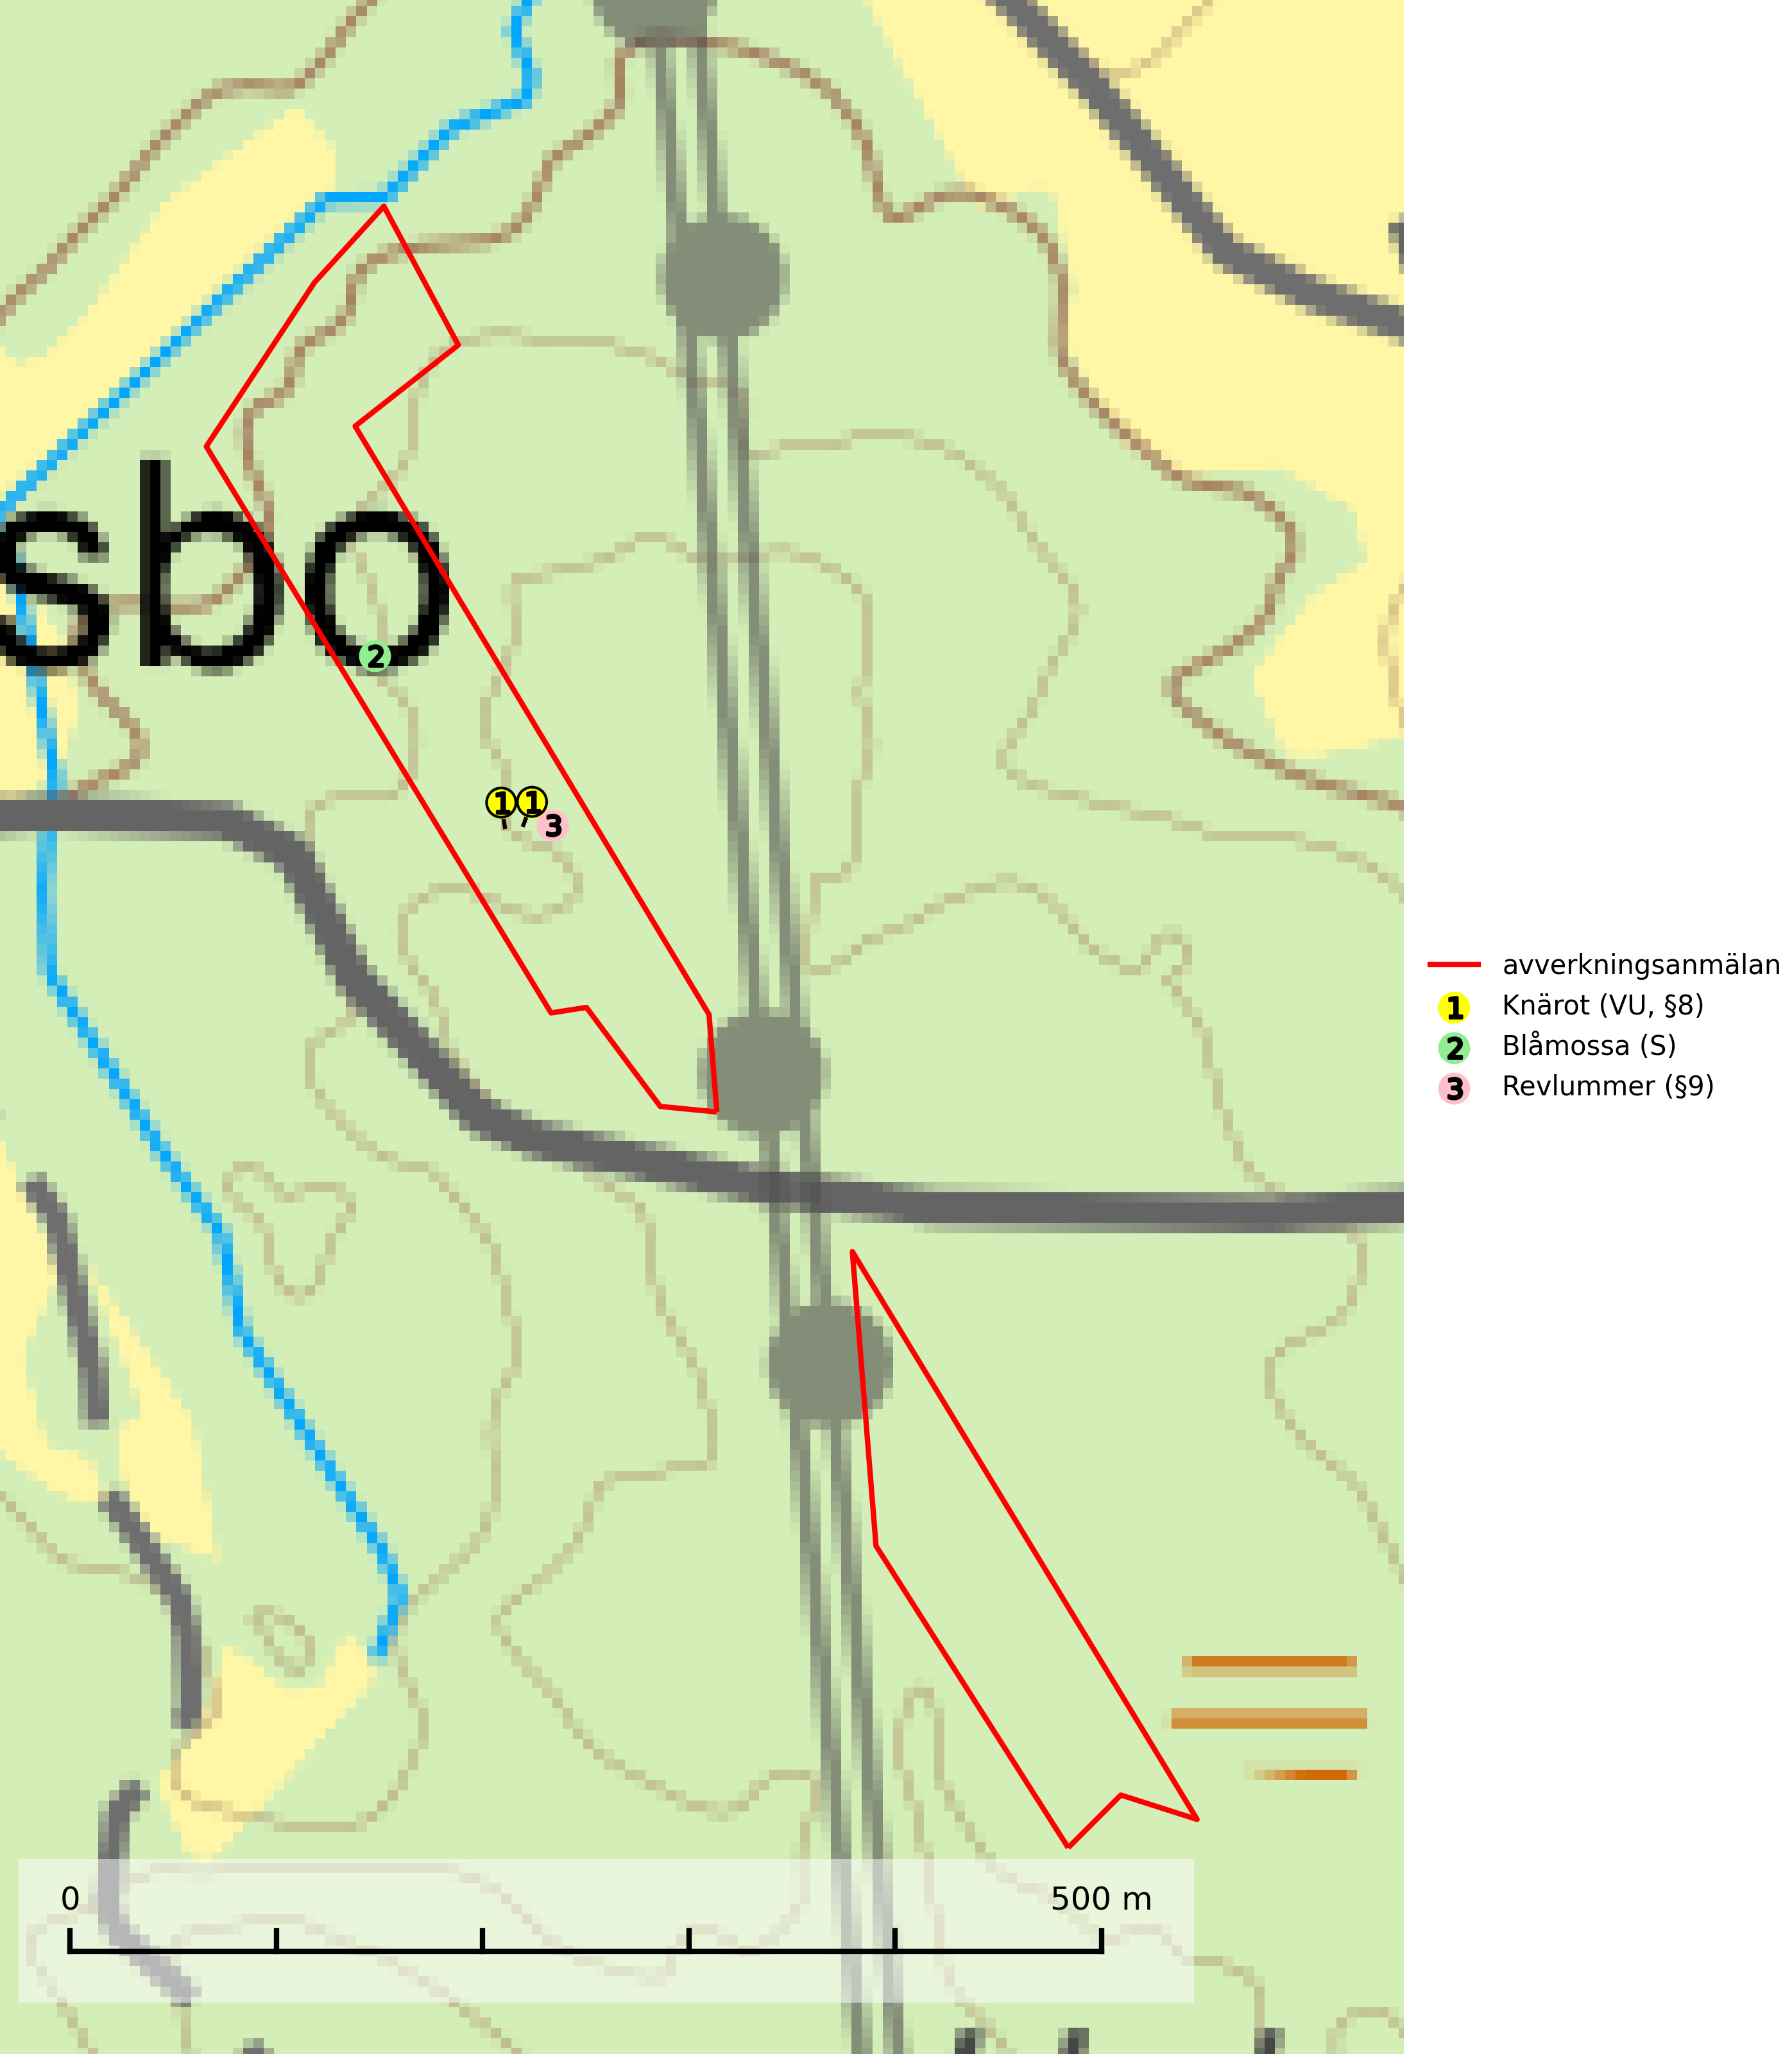 sbo
2
1 1
3
avverkningsanmälan
1 Knärot (VU, §8)
2 Blåmossa (S)
3 Revlummer (§9)
0 500 m